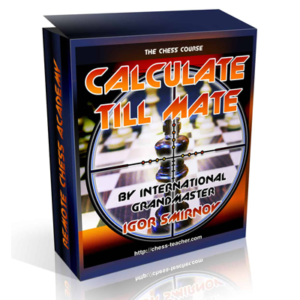 THE CHESS COURSE
CALCULATE
TILL MATE
BY INTERNATIONAL
GRANDMASTER
IGOR SMIRNOV
http://chess-teacher.com
REMOTE CHESS ACADEMY